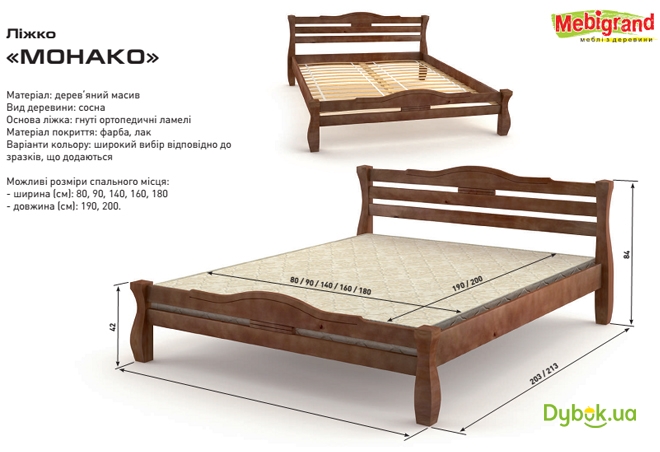 Ліжко
«МОНАКО»
Mebigrand
меблі з деревини
Матеріал: дерев'яний масив
Вид деревини: сосна
Основа ліжка: гнуті ортопедичні ламелі
Матеріал покриття: фарба, лак
Варіанти кольору: широкий вибір відповідно до
зразків, що додаються
Можливі розміри спального місця:
- ширина (см): 80, 90, 140, 160, 180
- довжина (см): 190, 200.
80 / 90 / 140 / 160 / 180
190 / 200
84
42
203 / 213
Dybok.ua